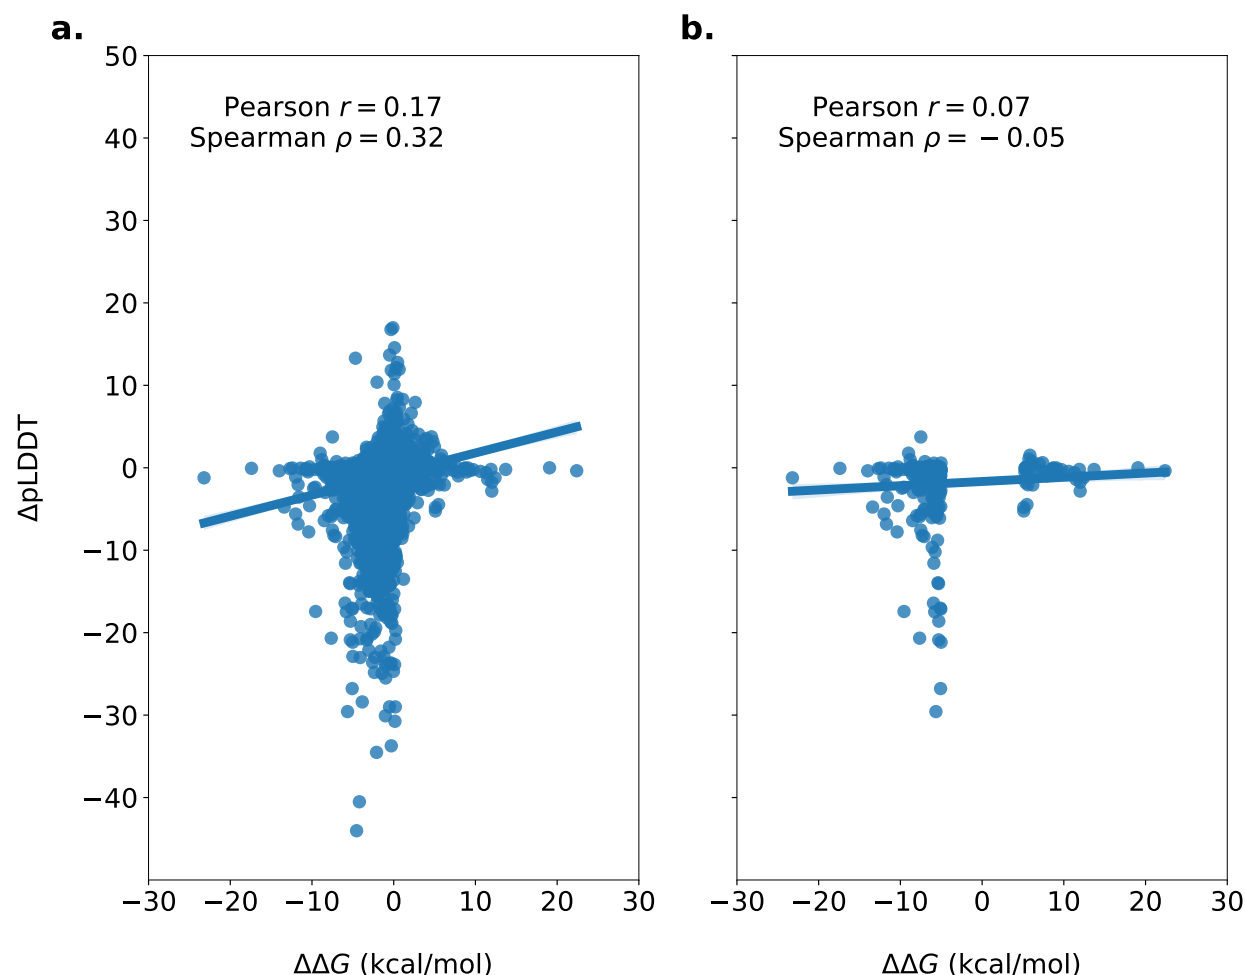 a.
Pearson r = 0.17
Spearman ρ = 0.32
50
40
30
20
10
0
−10
−20
−30
−40
ΔpLDDT
−30 −20 −10 0 10 20 30
ΔΔG (kcal/mol)
b.
Pearson r = 0.07
Spearman ρ = −0.05
−30 −20 −10 0 10 20 30
ΔΔG (kcal/mol)